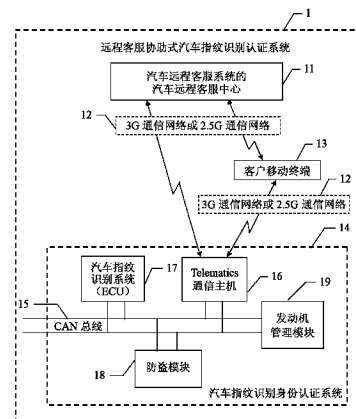 1
远程客服协助式汽车指纹识别认证系统
汽车远程客服系统的
汽车远程客服中心
11
12
3G 通信网络或 2.5G 通信网络
13
客户移动终端
12
3G 通信网络或 2.5G 通信网络
14
汽车指纹
识别系统
(ECU)
17
Telematics
通信主机
16
19
发动机
管理模块
15
CAN 总线
防盗模块
18
汽车指纹识别身份认证系统